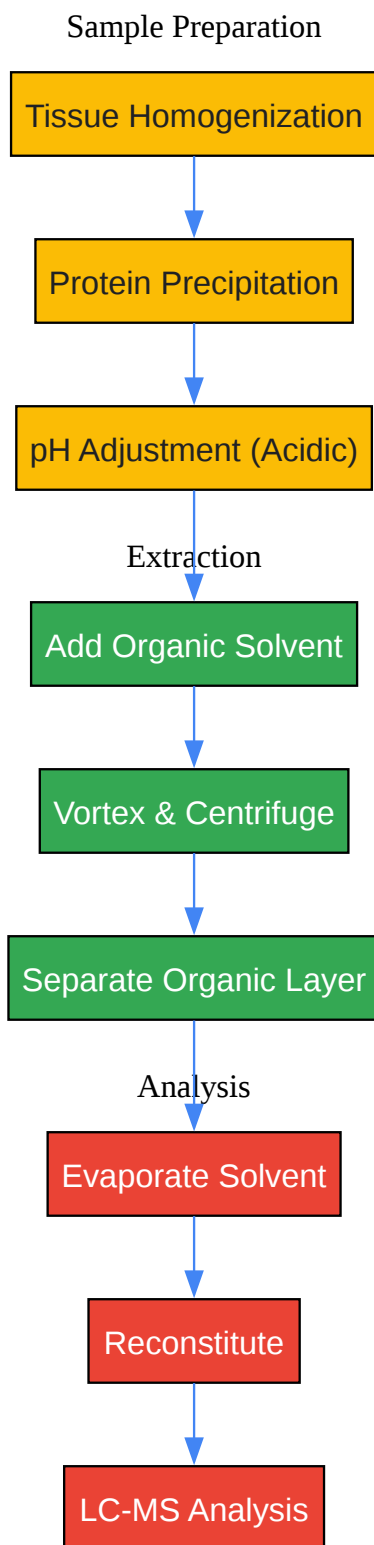 Sample Preparation
Tissue Homogenization
Protein Precipitation
pH Adjustment (Acidic)
Extraction
Add Organic Solvent
Vortex & Centrifuge
Separate Organic Layer
Analysis
Evaporate Solvent
Reconstitute
LC-MS Analysis